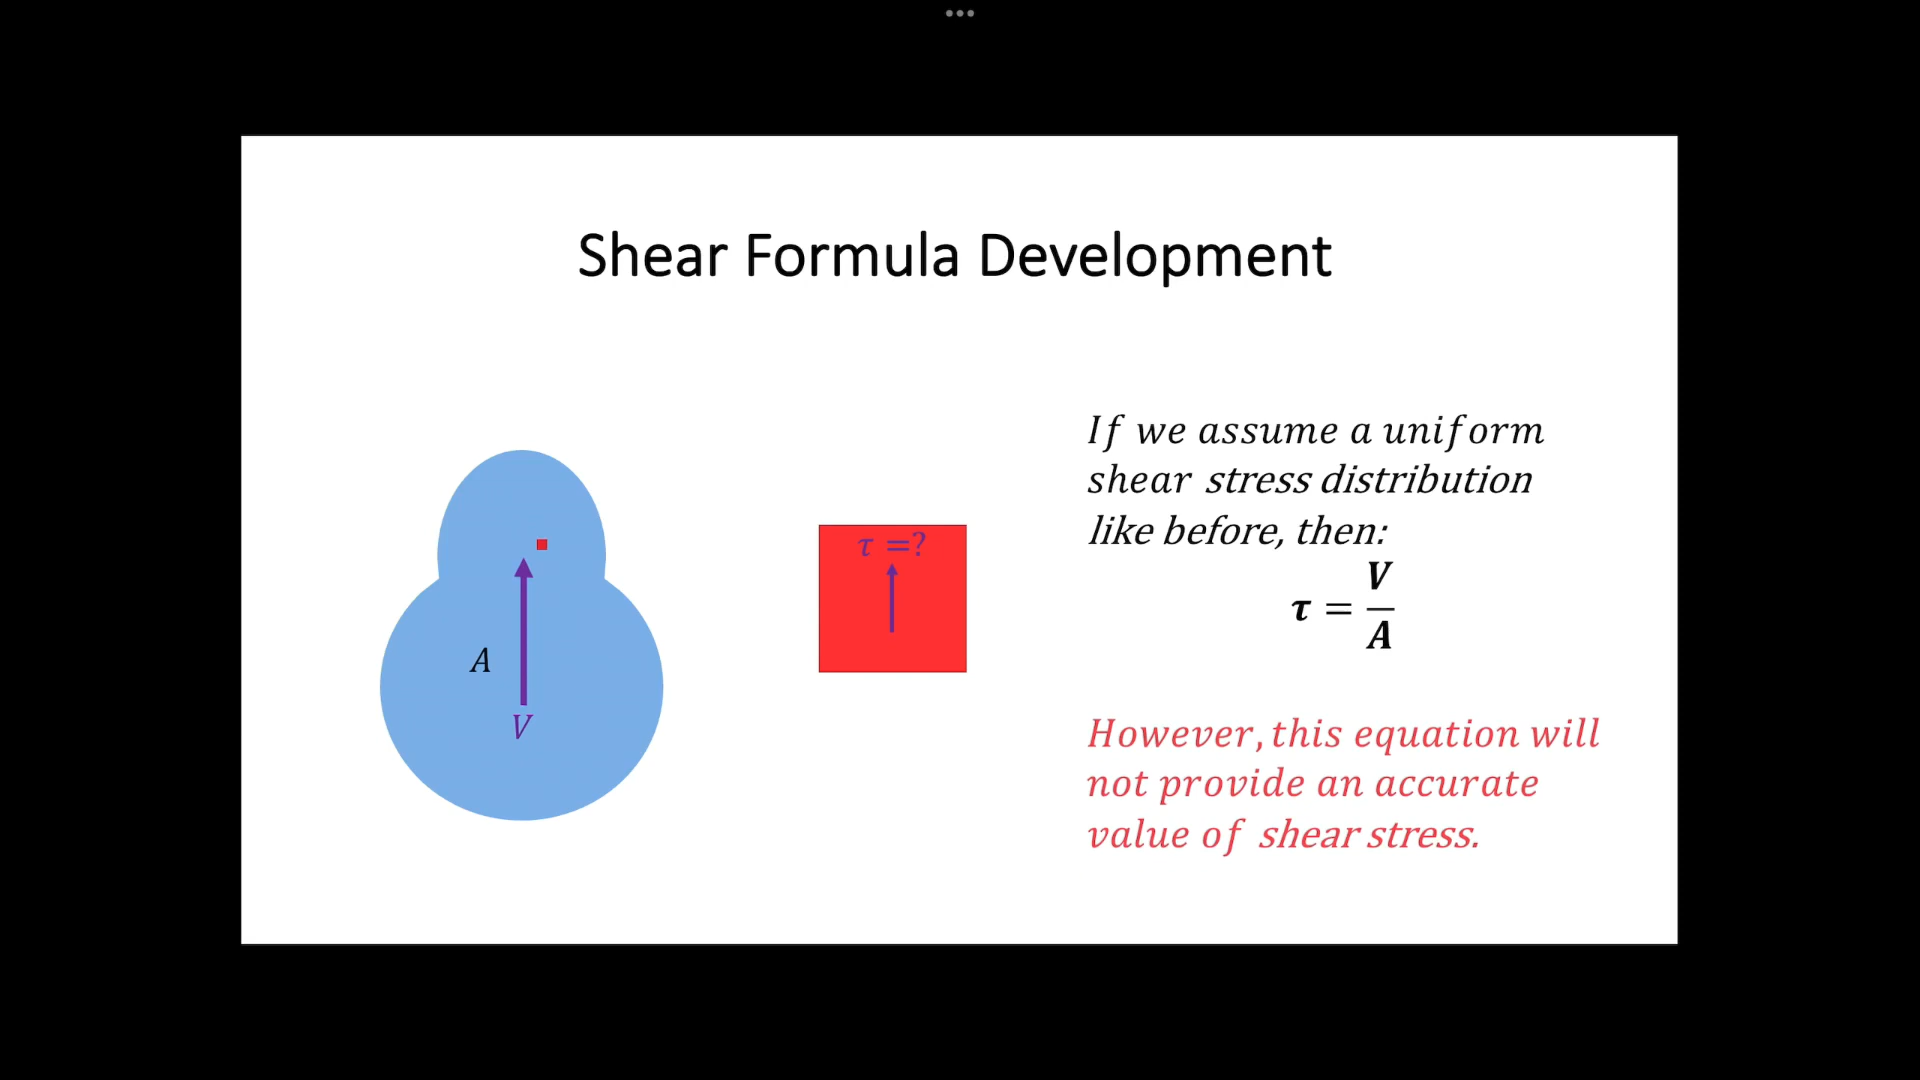 Shear Formula Development
If we assume a uniform
shear stress distribution
like before, then:
τ = V/A
However, this equation will
not provide an accurate
value of shear stress.
τ =?
A
V